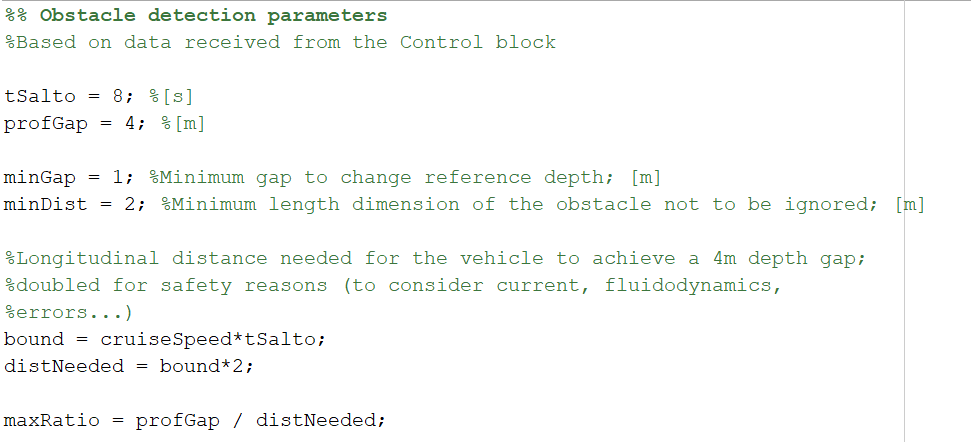 %% Obstacle detection parameters
%Based on data received from the Control block
tSalto = 8; %[s]
profGap = 4; %[m]
minGap = 1; %Minimum gap to change reference depth; [m]
minDist = 2; %Minimum length dimension of the obstacle not to be ignored; [m]
%Longitudinal distance needed for the vehicle to achieve a 4m depth gap;
%doubled for safety reasons (to consider current, fluidodynamics,
%errors...)
bound = cruiseSpeed*tSalto;
distNeeded = bound*2;
maxRatio = profGap / distNeeded;